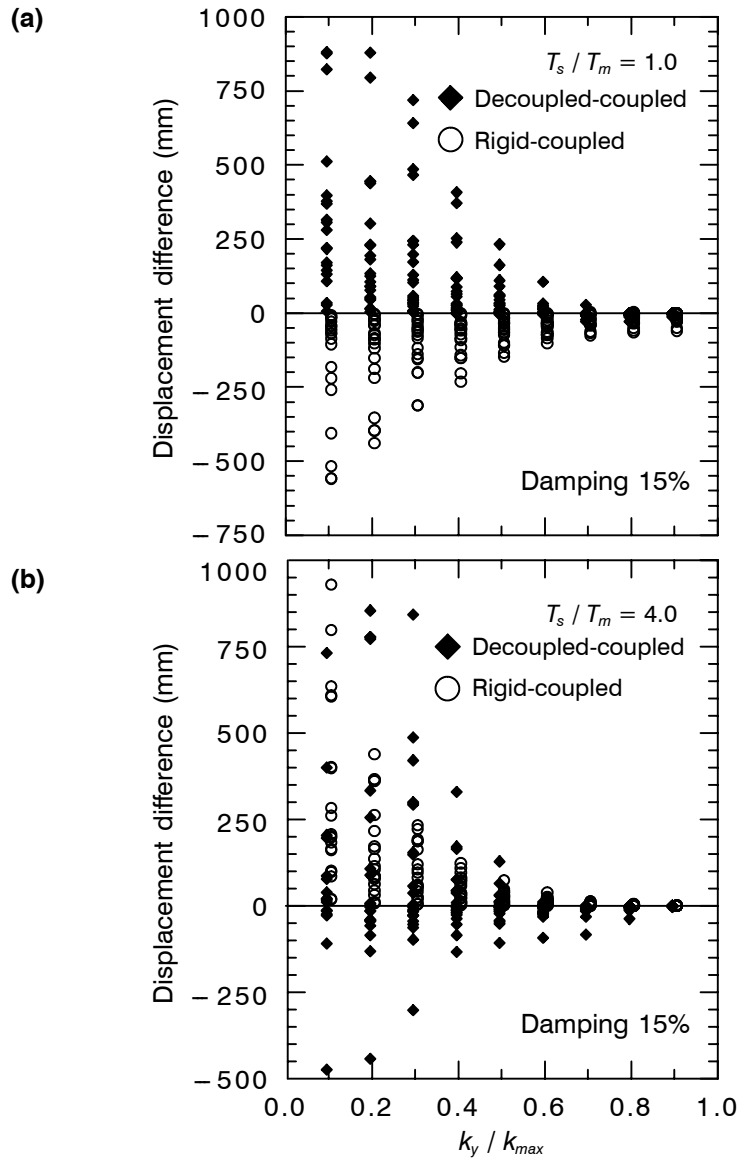 (a)
1000
750
500
250
0
−250
−500
−750
Displacement difference (mm)
T_s / T_m = 1.0
Decoupled-coupled
Rigid-coupled
Damping 15%
(b)
1000
750
500
250
0
−250
−500
Displacement difference (mm)
T_s / T_m = 4.0
Decoupled-coupled
Rigid-coupled
Damping 15%
0.0 0.2 0.4 0.6 0.8 1.0
k_y / k_max